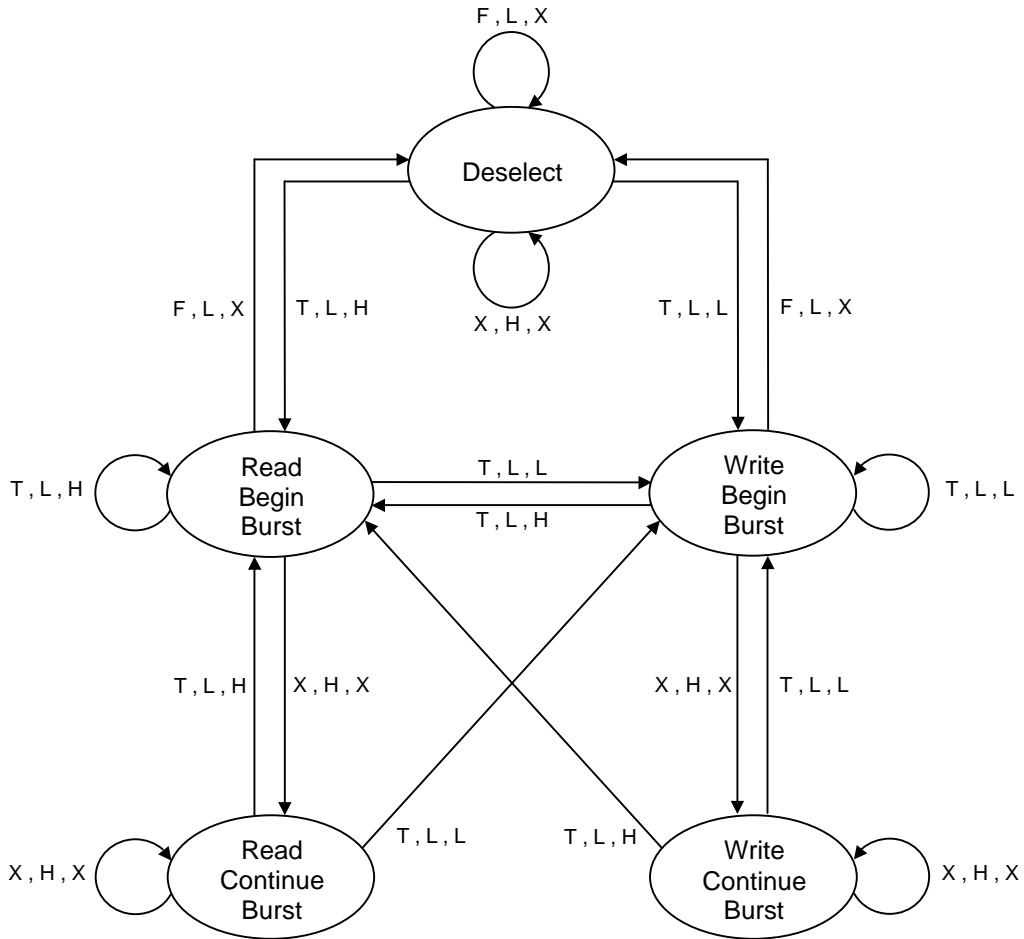 F , L , X
Deselect
X , H , X
F , L , X
T , L , H
T , L , L
F , L , X
T , L , H
Read
Begin
Burst
T , L , L
T , L , H
Write
Begin
Burst
T , L , L
T , L , H
X , H , X
X , H , X
T , L , L
X , H , X
Read
Continue
Burst
T , L , L
T , L , H
Write
Continue
Burst
X , H , X